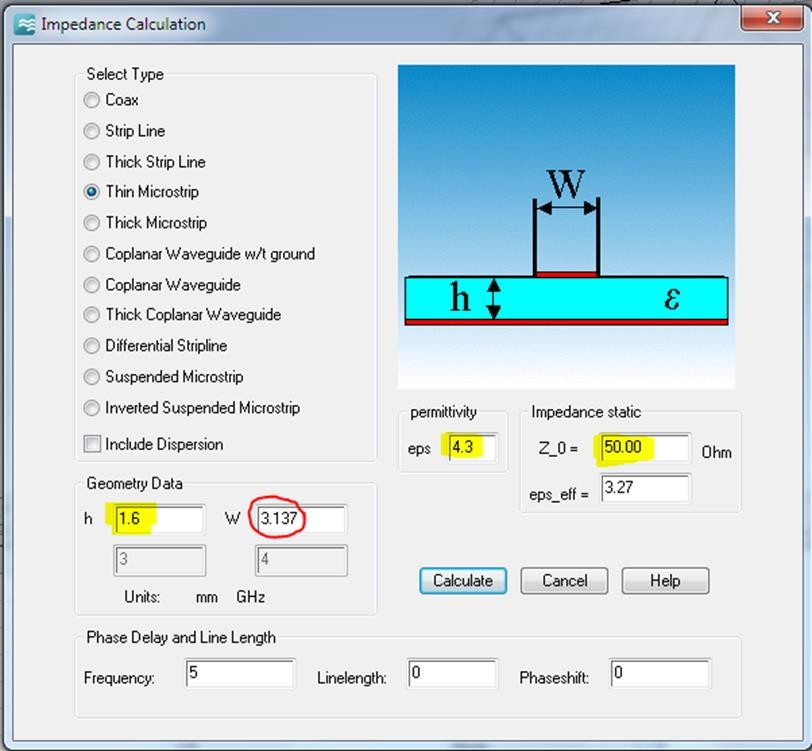 Impedance Calculation
Select Type
Coax
Strip Line
Thick Strip Line
Thin Microstrip
Thick Microstrip
Coplanar Waveguide w/t ground
Coplanar Waveguide
Thick Coplanar Waveguide
Differential Stripline
Suspended Microstrip
Inverted Suspended Microstrip
Include Dispersion
W
h ε
permittivity
eps 4.3
Impedance static
Z_0 = 50.00 Ohm
eps_eff = 3.27
Geometry Data
h 1.6 W 3.137
3 4
Units: mm GHz
Calculate Cancel Help
Phase Delay and Line Length
Frequency: 5 Linelength: 0 Phaseshift: 0